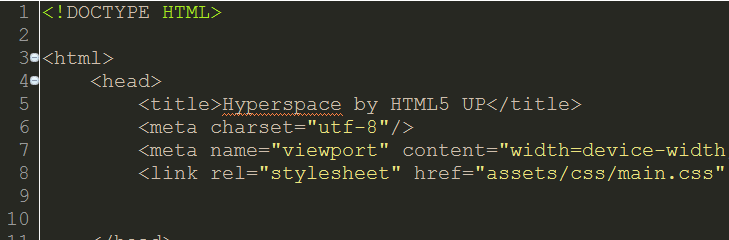 1 <!DOCTYPE HTML>
2
3 <html>
4 <head>
5 <title>Hyperspace by HTML5 UP</title>
6 <meta charset="utf-8"/>
7 <meta name="viewport" content="width=device-width
8 <link rel="stylesheet" href="assets/css/main.css"
9
10
11 </head>